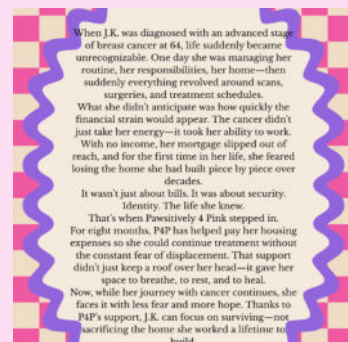 When J.K. was diagnosed with an advanced stage
of breast cancer at 64, life suddenly became
unrecognizable. One day she was managing her
routine, her responsibilities, her home—then
suddenly everything revolved around scans,
surgeries, and treatment schedules.
What she didn't anticipate was how quickly the
financial strain would appear. The cancer didn't
just take her energy—it took her ability to work.
With no income, her mortgage slipped out of
reach, and for the first time in her life, she feared
losing the home she had built piece by piece over
decades.
It wasn't just about bills. It was about security.
Identity. The life she knew.
That's when Pawsitively 4 Pink stepped in.
For eight months, P4P has helped pay her housing
expenses so she could continue treatment without
the constant fear of displacement. That support
didn't just keep a roof over her head—it gave her
space to breathe, to rest, and to heal.
Now, while her journey with cancer continues, she
faces it with less fear and more hope. Thanks to
P4P's support, J.K. can focus on surviving—not
sacrificing the home she worked a lifetime to
build.